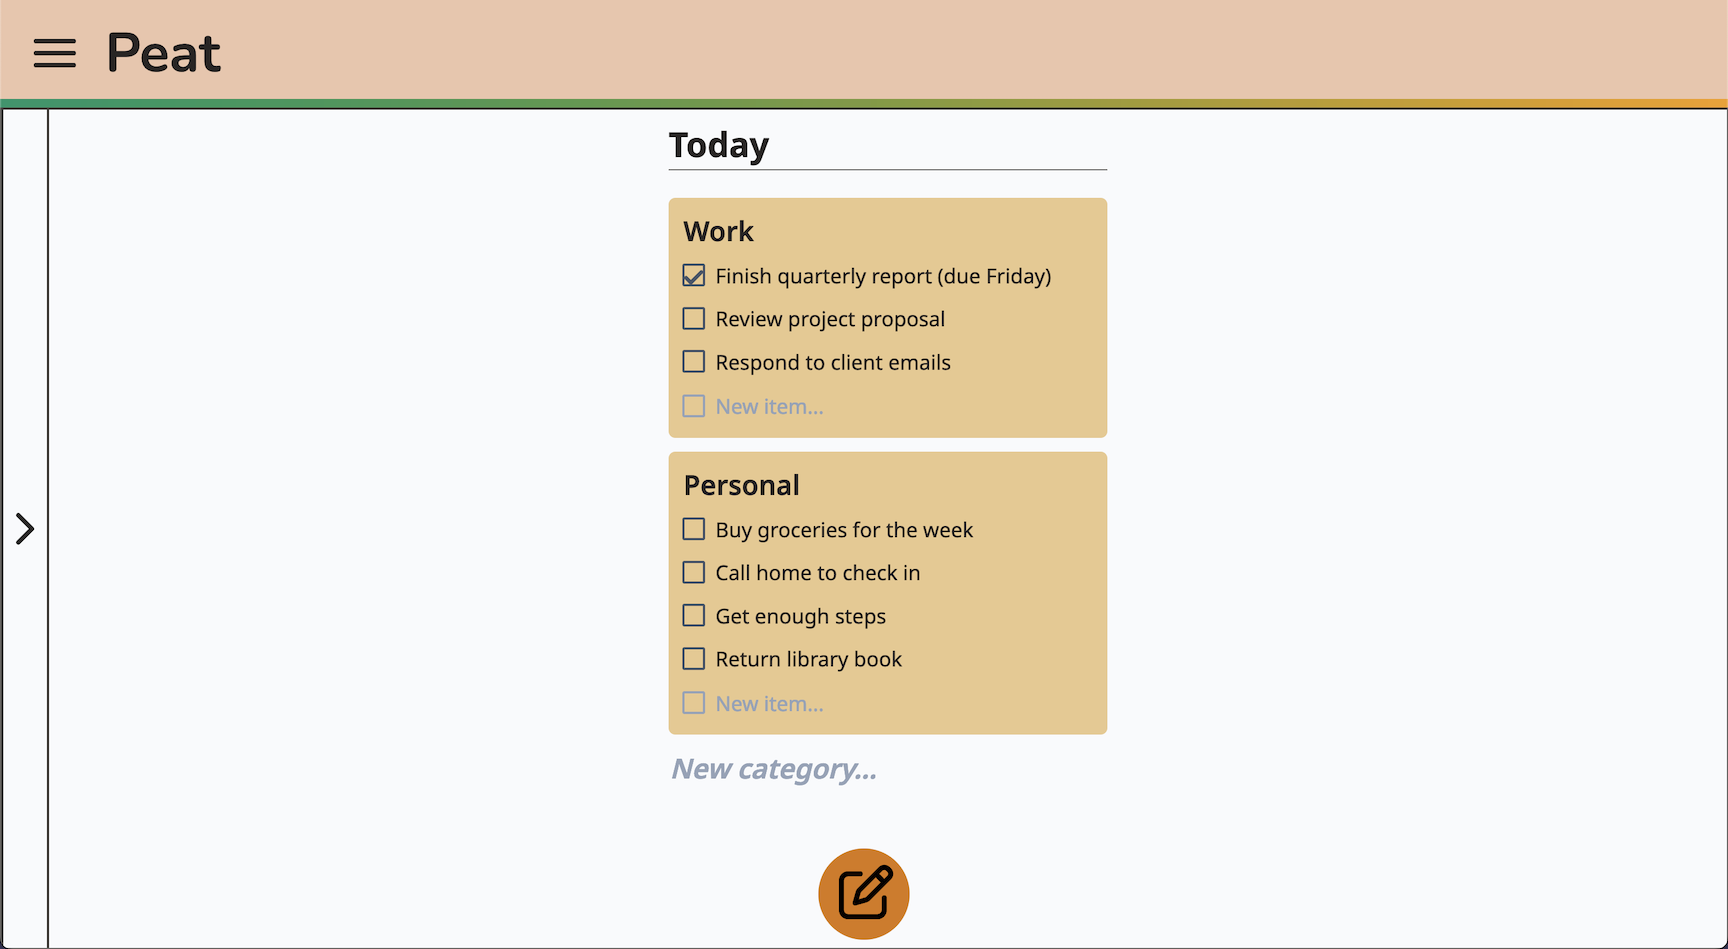 Peat
Today
Work
Finish quarterly report (due Friday)
Review project proposal
Respond to client emails
New item...
Personal
Buy groceries for the week
Call home to check in
Get enough steps
Return library book
New item...
New category...